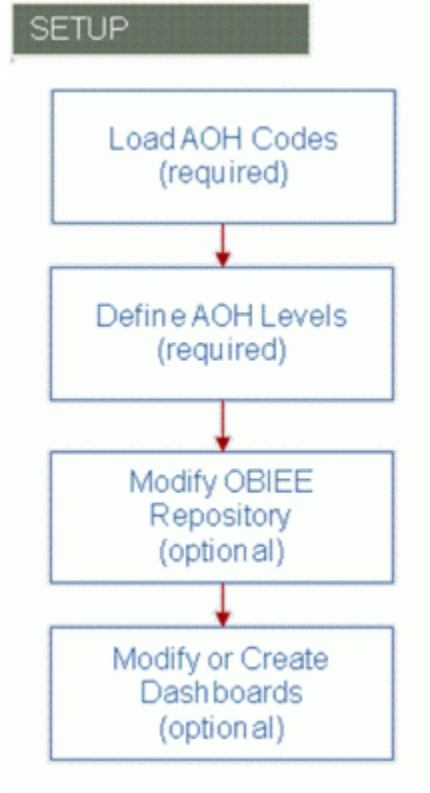 SETUP
Load AOH Codes
(required)
Define AOH Levels
(required)
Modify OBIEE
Repository
(optional)
Modify or Create
Dashboards
(optional)